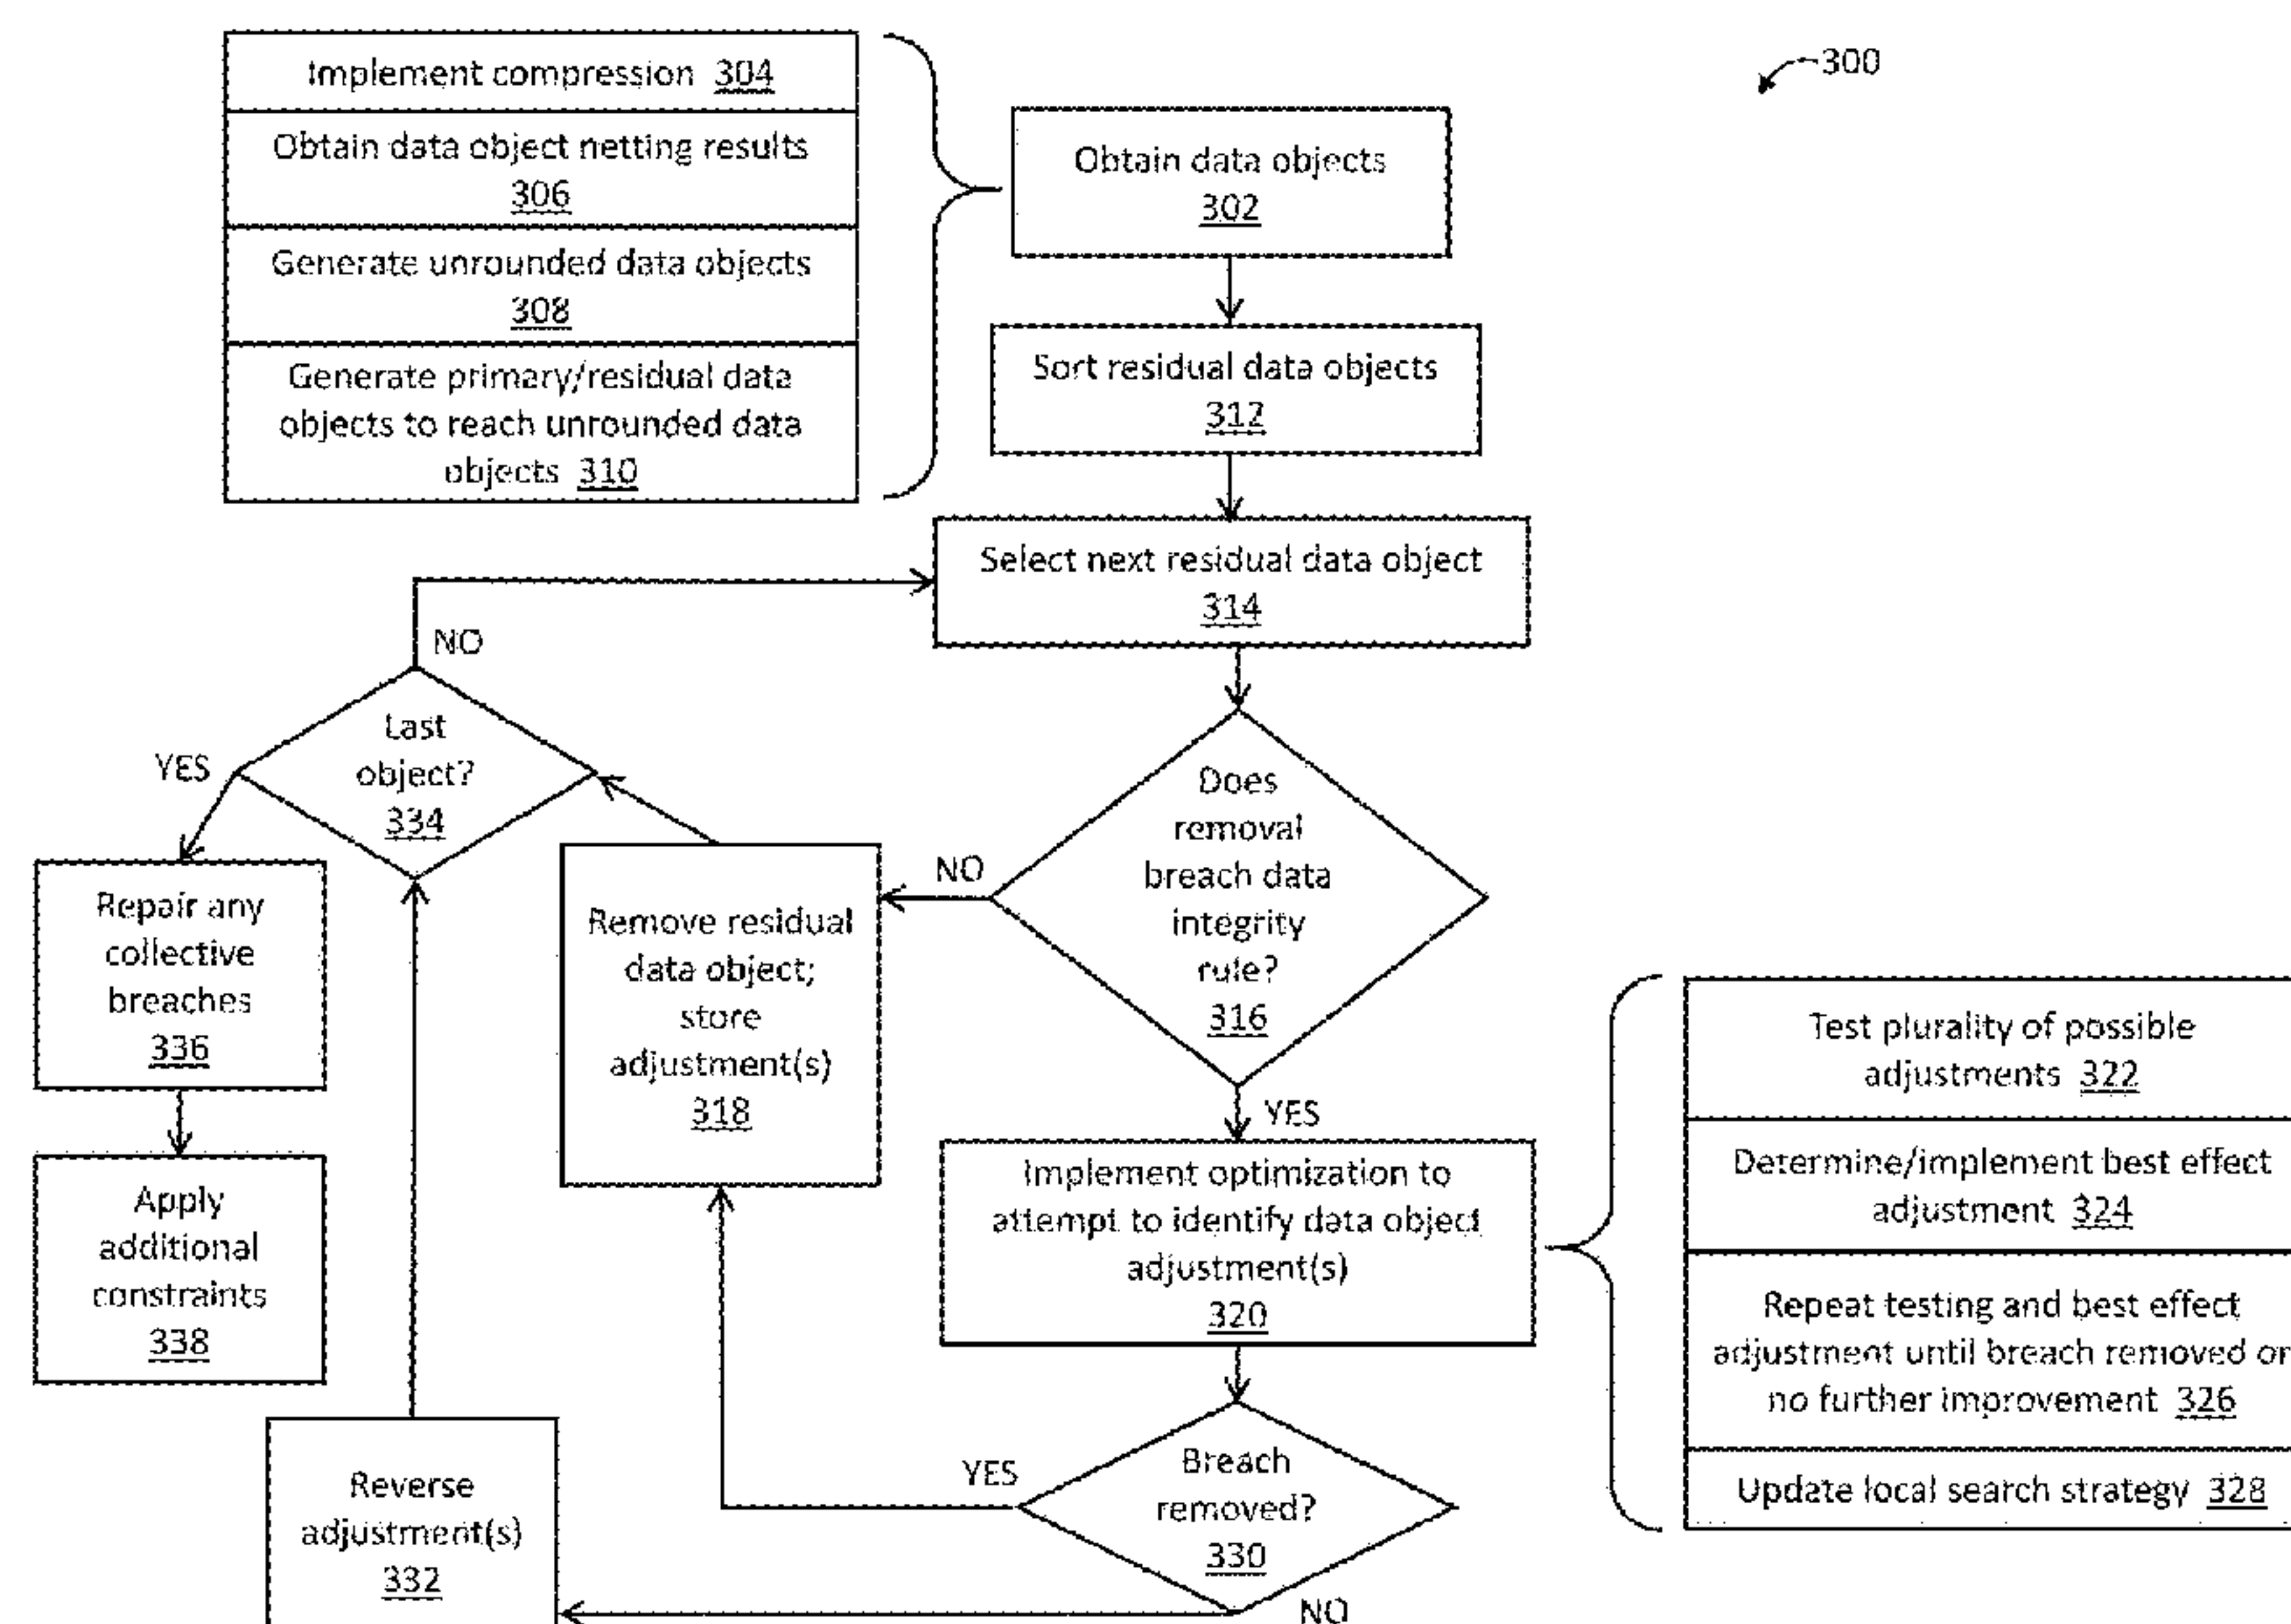 300
Implement compression 304
Obtain data object netting results
306
Generate unrounded data objects
308
Generate primary/residual data
objects to reach unrounded data
objects 310
Obtain data objects
302
Sort residual data objects
312
Select next residual data object
314
NO
Last
object?
334
YES
Does
removal
breach data
integrity
rule?
316
NO
Remove residual
data object;
store
adjustment(s)
318
Repair any
collective
breaches
336
Apply
additional
constraints
338
YES
Implement optimization to
attempt to identify data object
adjustment(s)
320
Test plurality of possible
adjustments 322
Determine/implement best effect
adjustment 324
Repeat testing and best effect
adjustment until breach removed or
no further improvement 326
Update local search strategy 328
Breach
removed?
330
YES
NO
Reverse
adjustment(s)
332